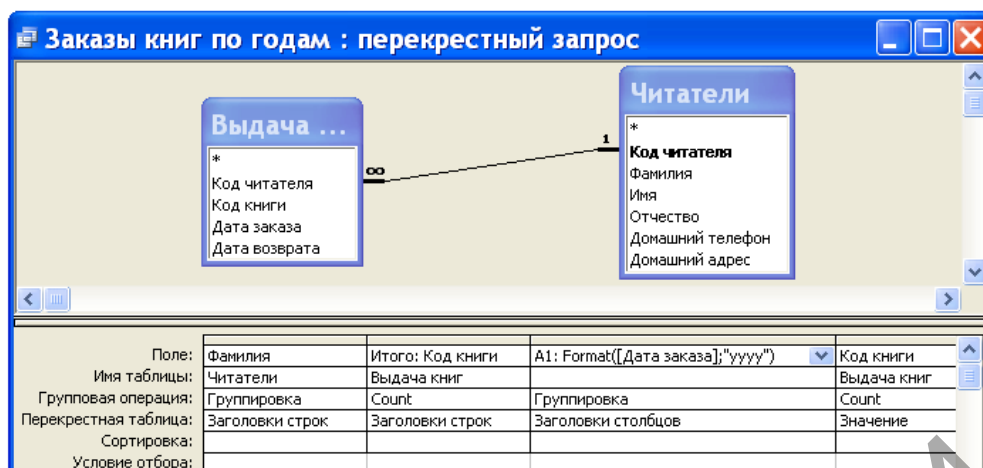 Заказы книг по годам : перекрестный запрос
Выдача ...
*
Код читателя
Код книги
Дата заказа
Дата возврата
∞
1
Читатели
*
Код читателя
Фамилия
Имя
Отчество
Домашний телефон
Домашний адрес
Поле: Фамилия Итого: Код книги A1: Format([Дата заказа];"yyyy") Код книги
Имя таблицы: Читатели Выдача книг Выдача книг
Групповая операция: Группировка Count Группировка Count
Перекрестная таблица: Заголовки строк Заголовки строк Заголовки столбцов Значение
Сортировка:
Условие отбора: